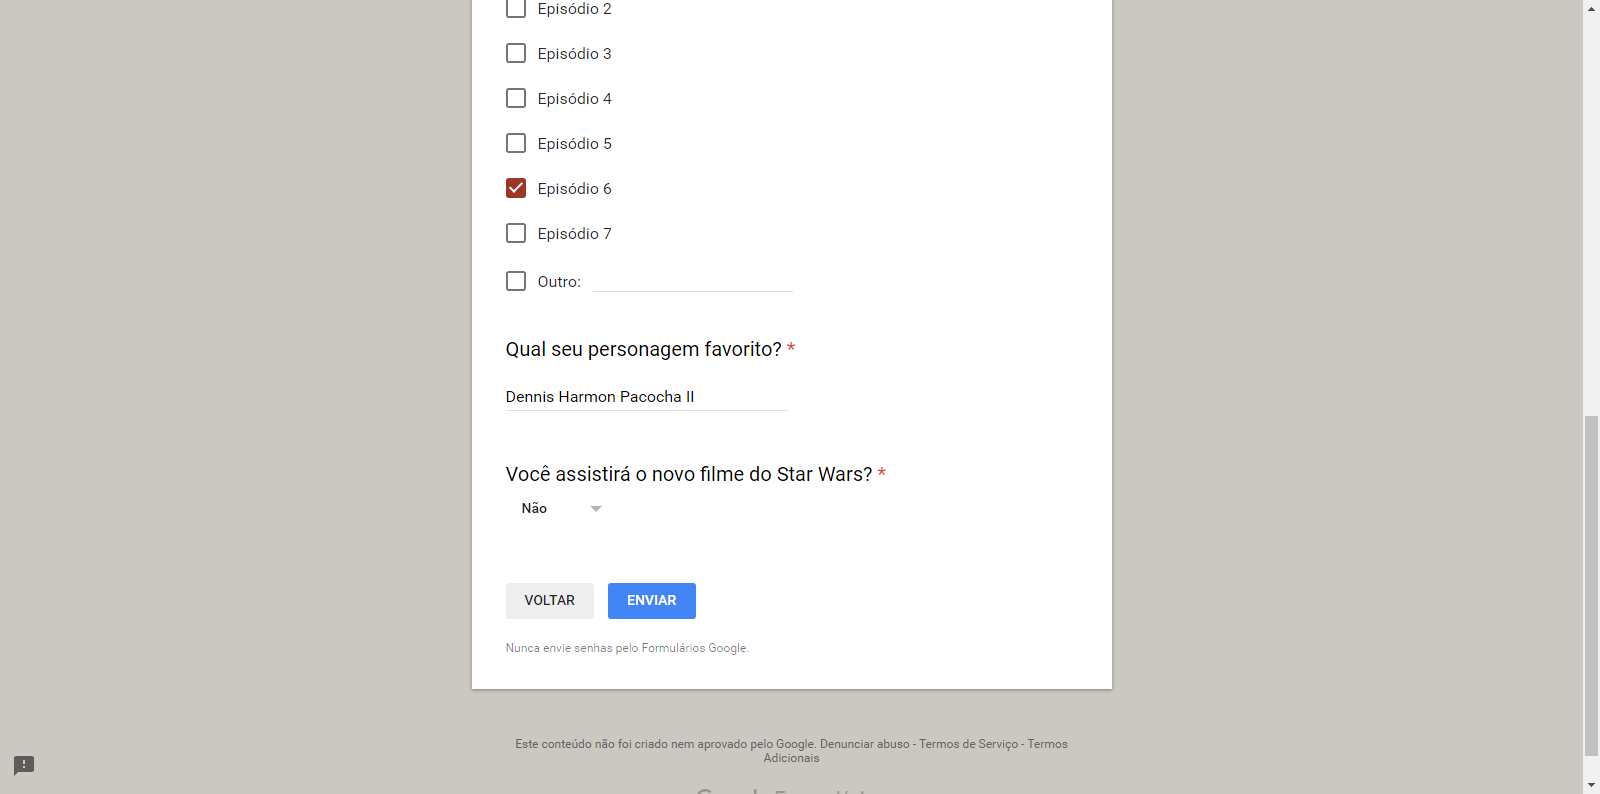 Episódio 2
Episódio 3
Episódio 4
Episódio 5
Episódio 6
Episódio 7
Outro:
Qual seu personagem favorito? *
Dennis Harmon Pacocha II
Você assistirá o novo filme do Star Wars? *
Não
VOLTAR
ENVIAR
Nunca envie senhas pelo Formulários Google.
Este conteúdo não foi criado nem aprovado pelo Google. Denunciar abuso - Termos de Serviço - Termos
Adicionais